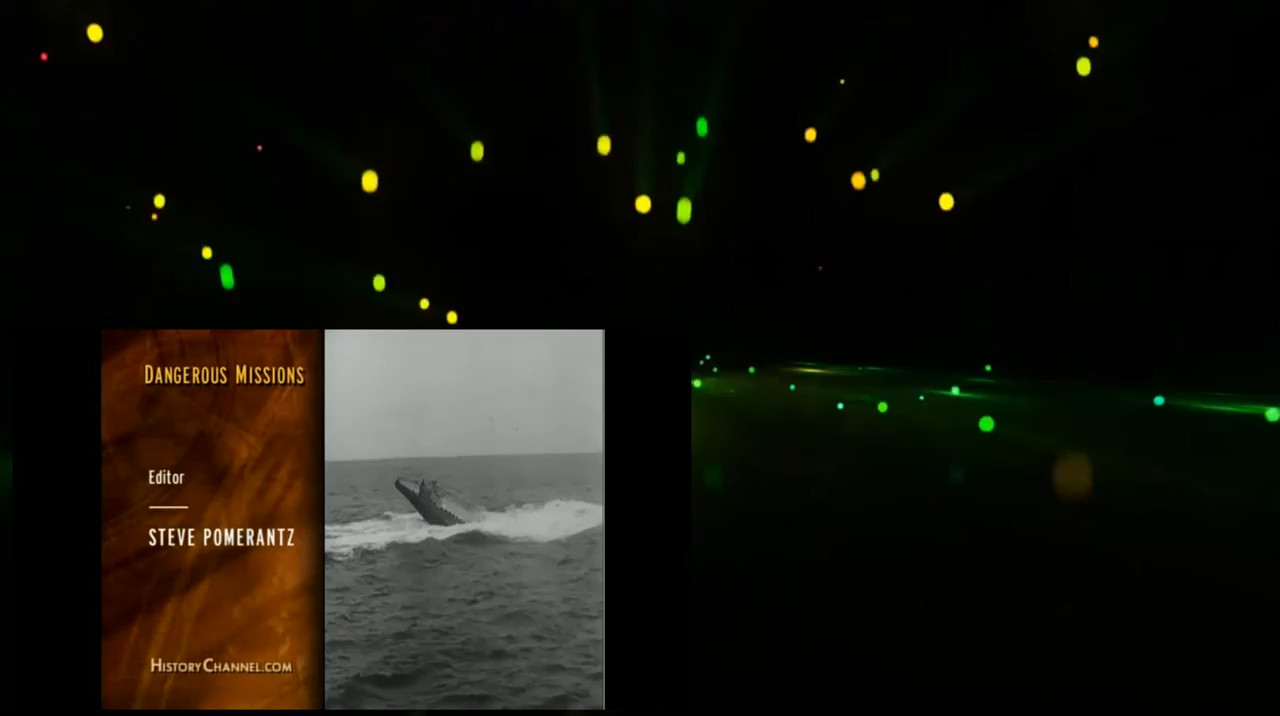 DANGEROUS MISSIONS
Editor
STEVE POMERANTZ
HISTORYCHANNEL.COM